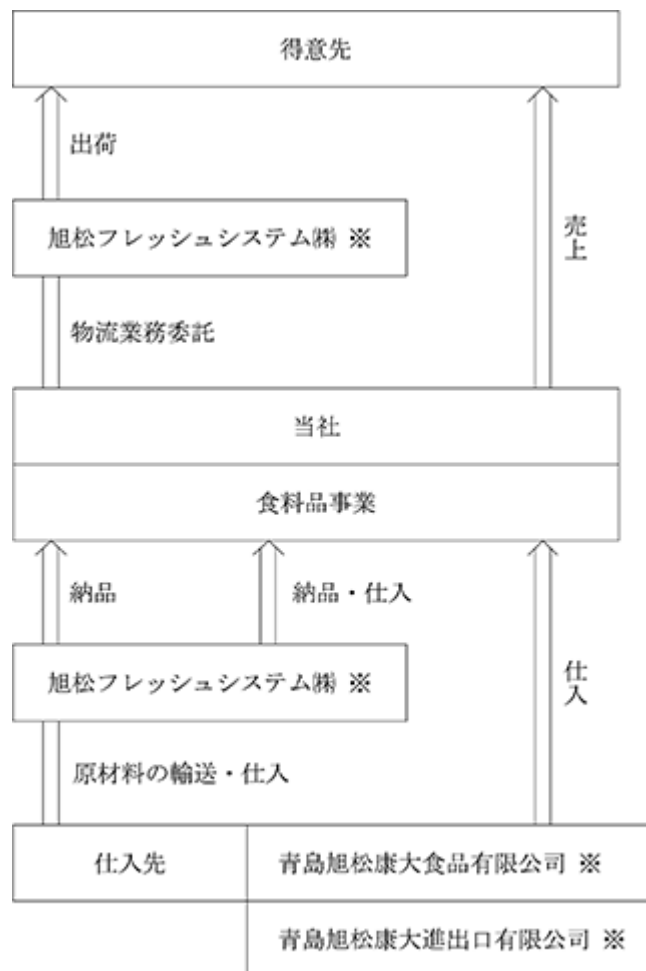 得意先
出荷
旭松フレッシュシステム㈱ ※
売上
物流業務委託
当社
食料品事業
納品
納品・仕入
旭松フレッシュシステム㈱ ※
仕入
原材料の輸送・仕入
仕入先
青島旭松康大食品有限公司 ※
青島旭松康大進出口有限公司 ※